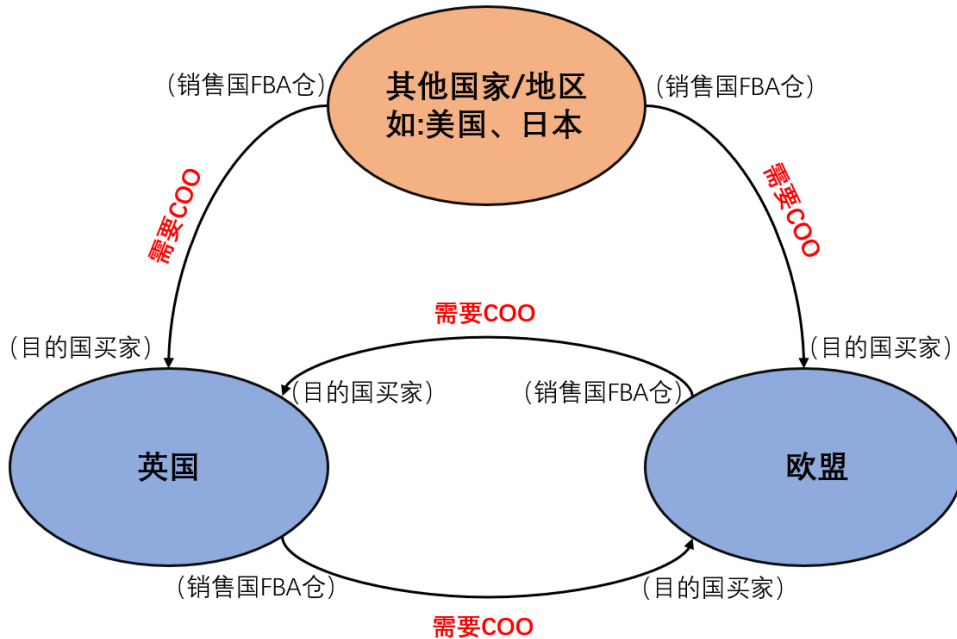 (销售国FBA仓)
其他国家/地区
如:美国、日本
(销售国FBA仓)
需要COO
需要COO
需要COO
(目的国买家)
(目的国买家)
(目的国买家)
(销售国FBA仓)
英国
欧盟
(销售国FBA仓)
(目的国买家)
需要COO